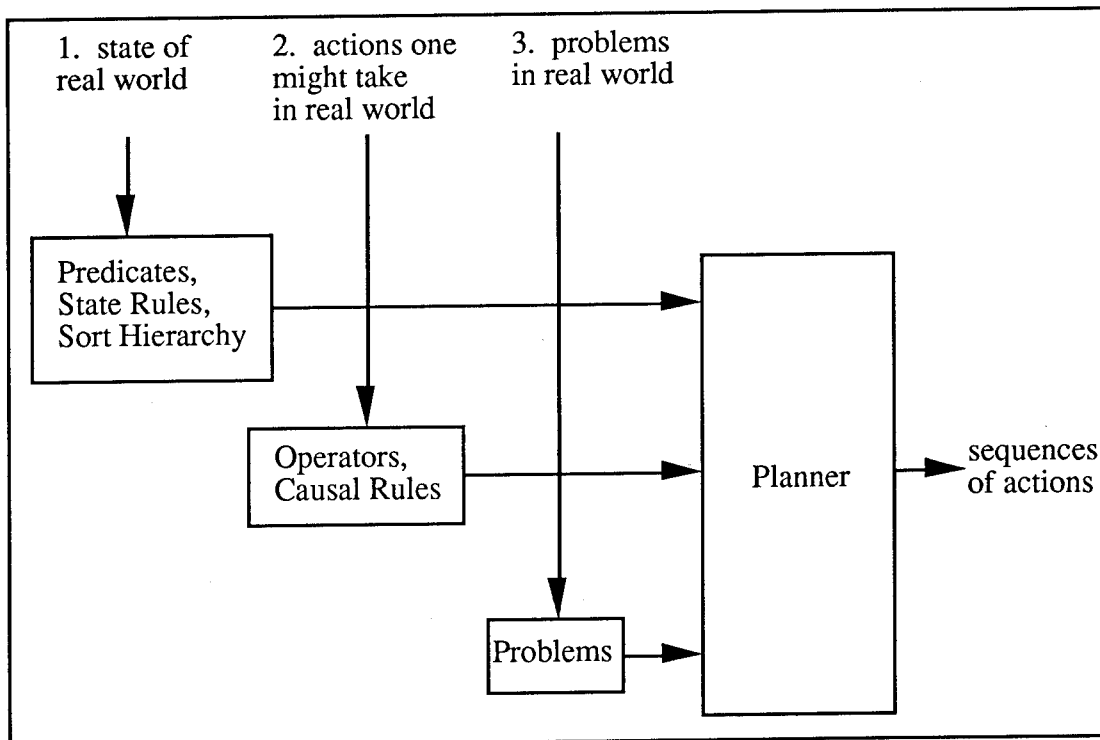 1. state of
real world
2. actions one
might take
in real world
3. problems
in real world
Predicates,
State Rules,
Sort Hierarchy
Operators,
Causal Rules
Problems
Planner
sequences
of actions